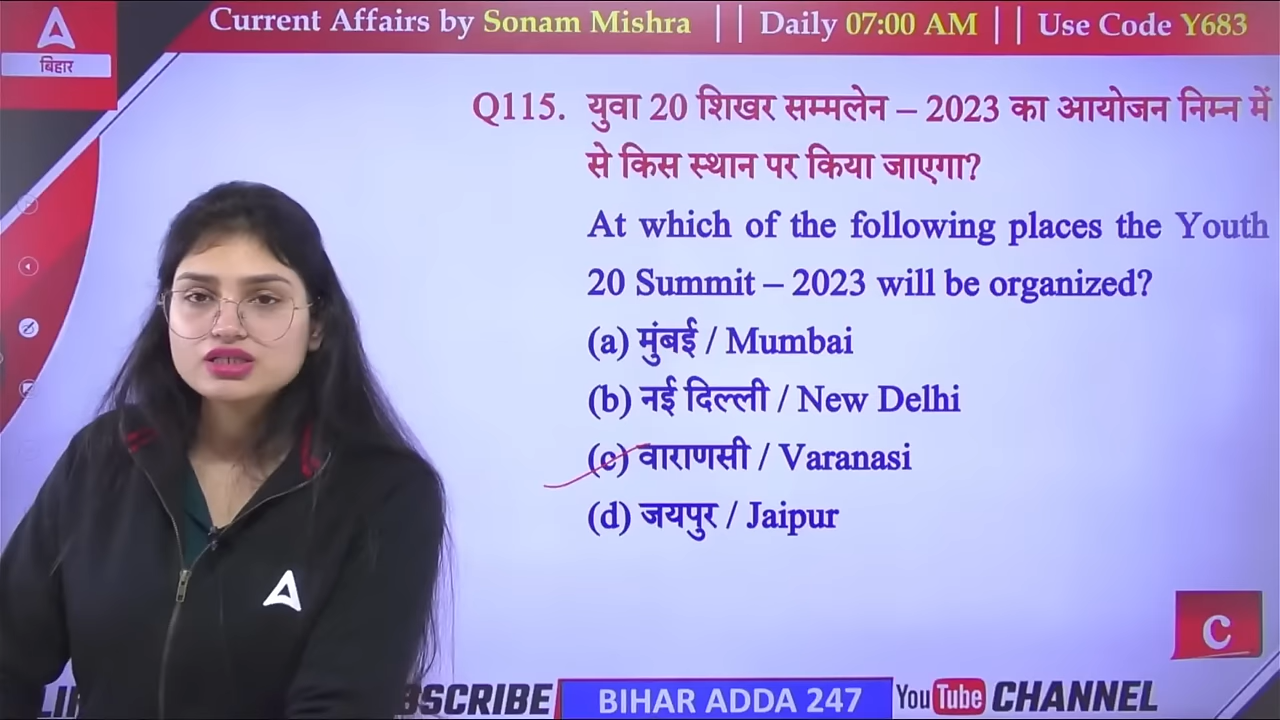 Current Affairs by Sonam Mishra || Daily 07:00 AM || Use Code Y683
बिहार
Q115. युवा 20 शिखर सम्मलेन – 2023 का आयोजन निम्न में
से किस स्थान पर किया जाएगा?
At which of the following places the Youth
20 Summit – 2023 will be organized?
(a) मुंबई / Mumbai
(b) नई दिल्ली / New Delhi
(c) वाराणसी / Varanasi
(d) जयपुर / Jaipur
C
BIHAR ADDA 247 YouTube CHANNEL